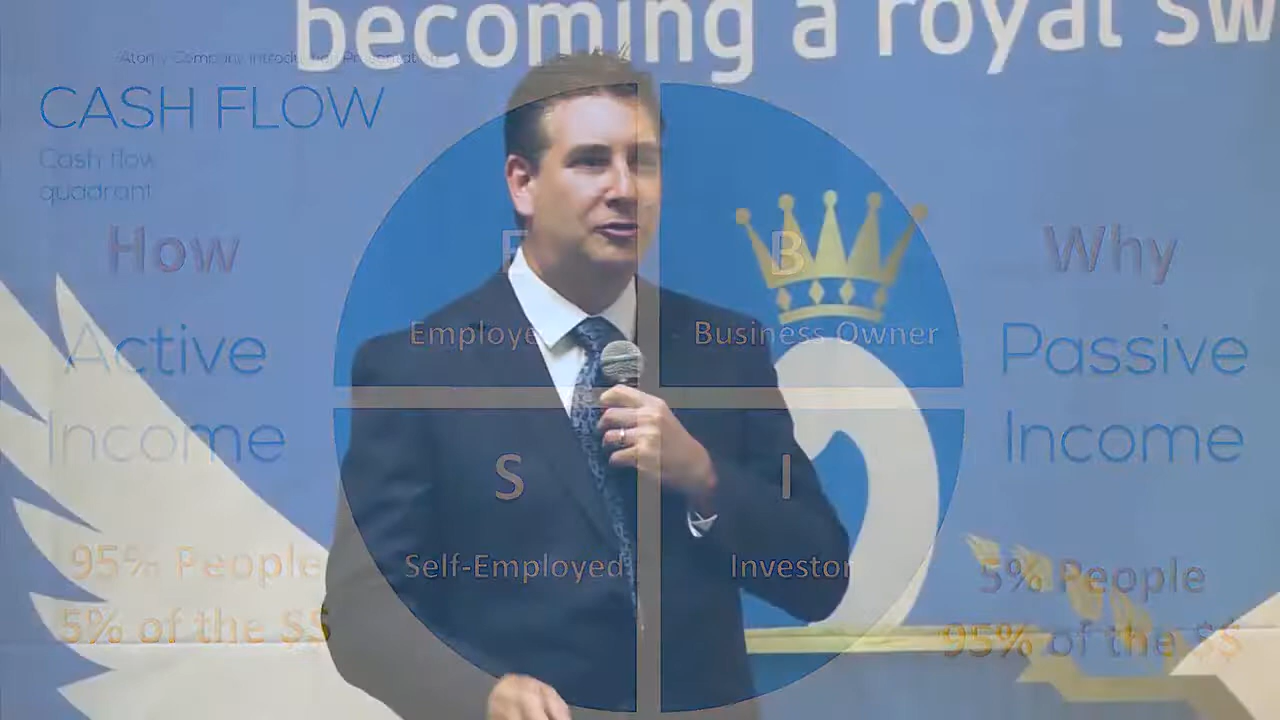 becoming a royal sw
Atomy Company Introduction Presentation
CASH FLOW
Cash flow
quadrant
How
Active
Income
95% People
5% of the $$
E
Employe
B
Business Owner
S
Self-Employed
I
Investor
Why
Passive
Income
5% People
95% of the $$